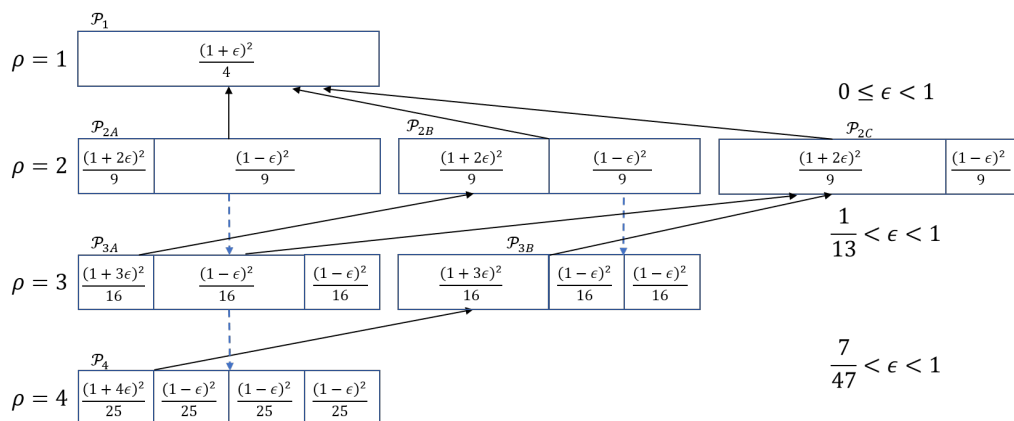 𝒫₁
ρ = 1 (1 + ϵ)²/4
0 ≤ ϵ < 1
𝒫₂A 𝒫₂B 𝒫₂C
ρ = 2 (1 + 2ϵ)²/9 (1 − ϵ)²/9 (1 + 2ϵ)²/9 (1 − ϵ)²/9 (1 + 2ϵ)²/9 (1 − ϵ)²/9
1/13 < ϵ < 1
𝒫₃A 𝒫₃B
ρ = 3 (1 + 3ϵ)²/16 (1 − ϵ)²/16 (1 − ϵ)²/16 (1 + 3ϵ)²/16 (1 − ϵ)²/16 (1 − ϵ)²/16
7/47 < ϵ < 1
𝒫₄
ρ = 4 (1 + 4ϵ)²/25 (1 − ϵ)²/25 (1 − ϵ)²/25 (1 − ϵ)²/25